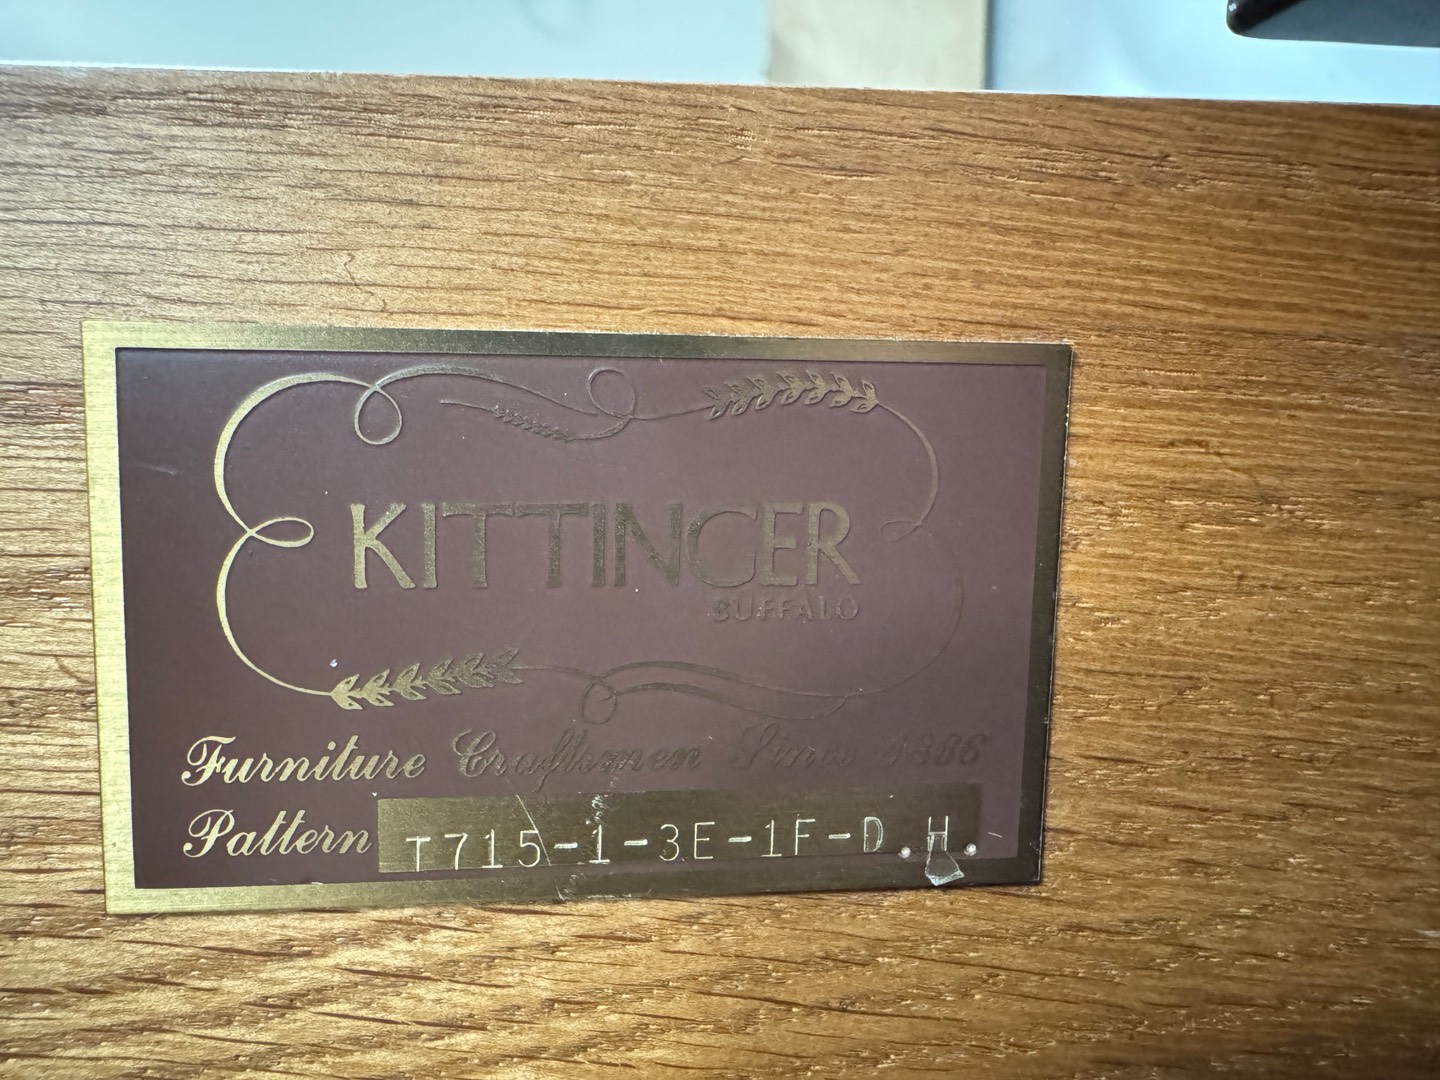 KITTINGER
BUFFALO
Furniture Craftsmen Since 1866
Pattern T715-1-3E-1F-D.H.